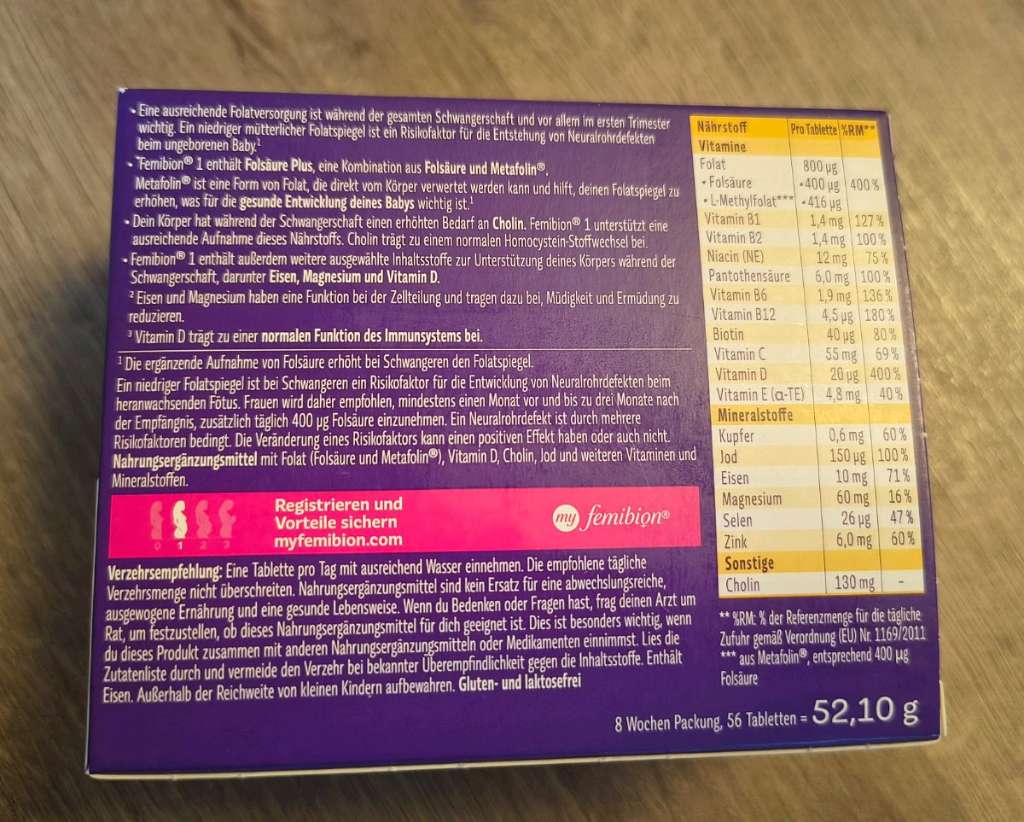 • Eine ausreichende Folatversorgung ist während der gesamten Schwangerschaft und vor allem im ersten Trimester
wichtig. Ein niedriger mütterlicher Folatspiegel ist ein Risikofaktor für die Entstehung von Neuralrohrdefekten
beim ungeborenen Baby.¹
• Femibion® 1 enthält Folsäure Plus, eine Kombination aus Folsäure und Metafolin®.
Metafolin® ist eine Form von Folat, die direkt vom Körper verwertet werden kann und hilft, deinen Folatspiegel zu
erhöhen, was für die gesunde Entwicklung deines Babys wichtig ist.¹
• Dein Körper hat während der Schwangerschaft einen erhöhten Bedarf an Cholin. Femibion® 1 unterstützt eine
ausreichende Aufnahme dieses Nährstoffs. Cholin trägt zu einem normalen Homocystein-Stoffwechsel bei.
• Femibion® 1 enthält außerdem weitere ausgewählte Inhaltsstoffe zur Unterstützung deines Körpers während der
Schwangerschaft, darunter Eisen, Magnesium und Vitamin D.
² Eisen und Magnesium haben eine Funktion bei der Zellteilung und tragen dazu bei, Müdigkeit und Ermüdung zu
reduzieren.
³ Vitamin D trägt zu einer normalen Funktion des Immunsystems bei.
¹ Die ergänzende Aufnahme von Folsäure erhöht bei Schwangeren den Folatspiegel.
Ein niedriger Folatspiegel ist bei Schwangeren ein Risikofaktor für die Entwicklung von Neuralrohrdefekten beim
heranwachsenden Fötus. Frauen wird daher empfohlen, mindestens einen Monat vor und bis zu drei Monate nach
der Empfängnis, zusätzlich täglich 400 µg Folsäure einzunehmen. Ein Neuralrohrdefekt ist durch mehrere
Risikofaktoren bedingt. Die Veränderung eines Risikofaktors kann einen positiven Effekt haben oder auch nicht.
Nahrungsergänzungsmittel mit Folat (Folsäure und Metafolin®), Vitamin D, Cholin, Jod und weiteren Vitaminen und
Mineralstoffen.
0 1 2 3
Registrieren und
Vorteile sichern
myfemibion.com
my femibion®
Verzehrsempfehlung: Eine Tablette pro Tag mit ausreichend Wasser einnehmen. Die empfohlene tägliche
Verzehrsmenge nicht überschreiten. Nahrungsergänzungsmittel sind kein Ersatz für eine abwechslungsreiche,
ausgewogene Ernährung und eine gesunde Lebensweise. Wenn du Bedenken oder Fragen hast, frag deinen Arzt um
Rat, um festzustellen, ob dieses Nahrungsergänzungsmittel für dich geeignet ist. Dies ist besonders wichtig, wenn
du dieses Produkt zusammen mit anderen Nahrungsergänzungsmitteln oder Medikamenten einnimmst. Lies die
Zutatenliste durch und vermeide den Verzehr bei bekannter Überempfindlichkeit gegen die Inhaltsstoffe. Enthält
Eisen. Außerhalb der Reichweite von kleinen Kindern aufbewahren. Gluten- und laktosefrei
Nährstoff Pro Tablette %RM**
Vitamine
Folat 800 µg
• Folsäure •400 µg 400 %
• L-Methylfolat*** •416 µg
Vitamin B1 1,4 mg 127 %
Vitamin B2 1,4 mg 100 %
Niacin (NE) 12 mg 75 %
Pantothensäure 6,0 mg 100 %
Vitamin B6 1,9 mg 136 %
Vitamin B12 4,5 µg 180 %
Biotin 40 µg 80 %
Vitamin C 55 mg 69 %
Vitamin D 20 µg 400 %
Vitamin E (α-TE) 4,8 mg 40 %
Mineralstoffe
Kupfer 0,6 mg 60 %
Jod 150 µg 100 %
Eisen 10 mg 71 %
Magnesium 60 mg 16 %
Selen 26 µg 47 %
Zink 6,0 mg 60 %
Sonstige
Cholin 130 mg -
** %RM: % der Referenzmenge für die tägliche
Zufuhr gemäß Verordnung (EU) Nr. 1169/2011
*** aus Metafolin®, entsprechend 400 µg
Folsäure
8 Wochen Packung, 56 Tabletten = 52,10 g